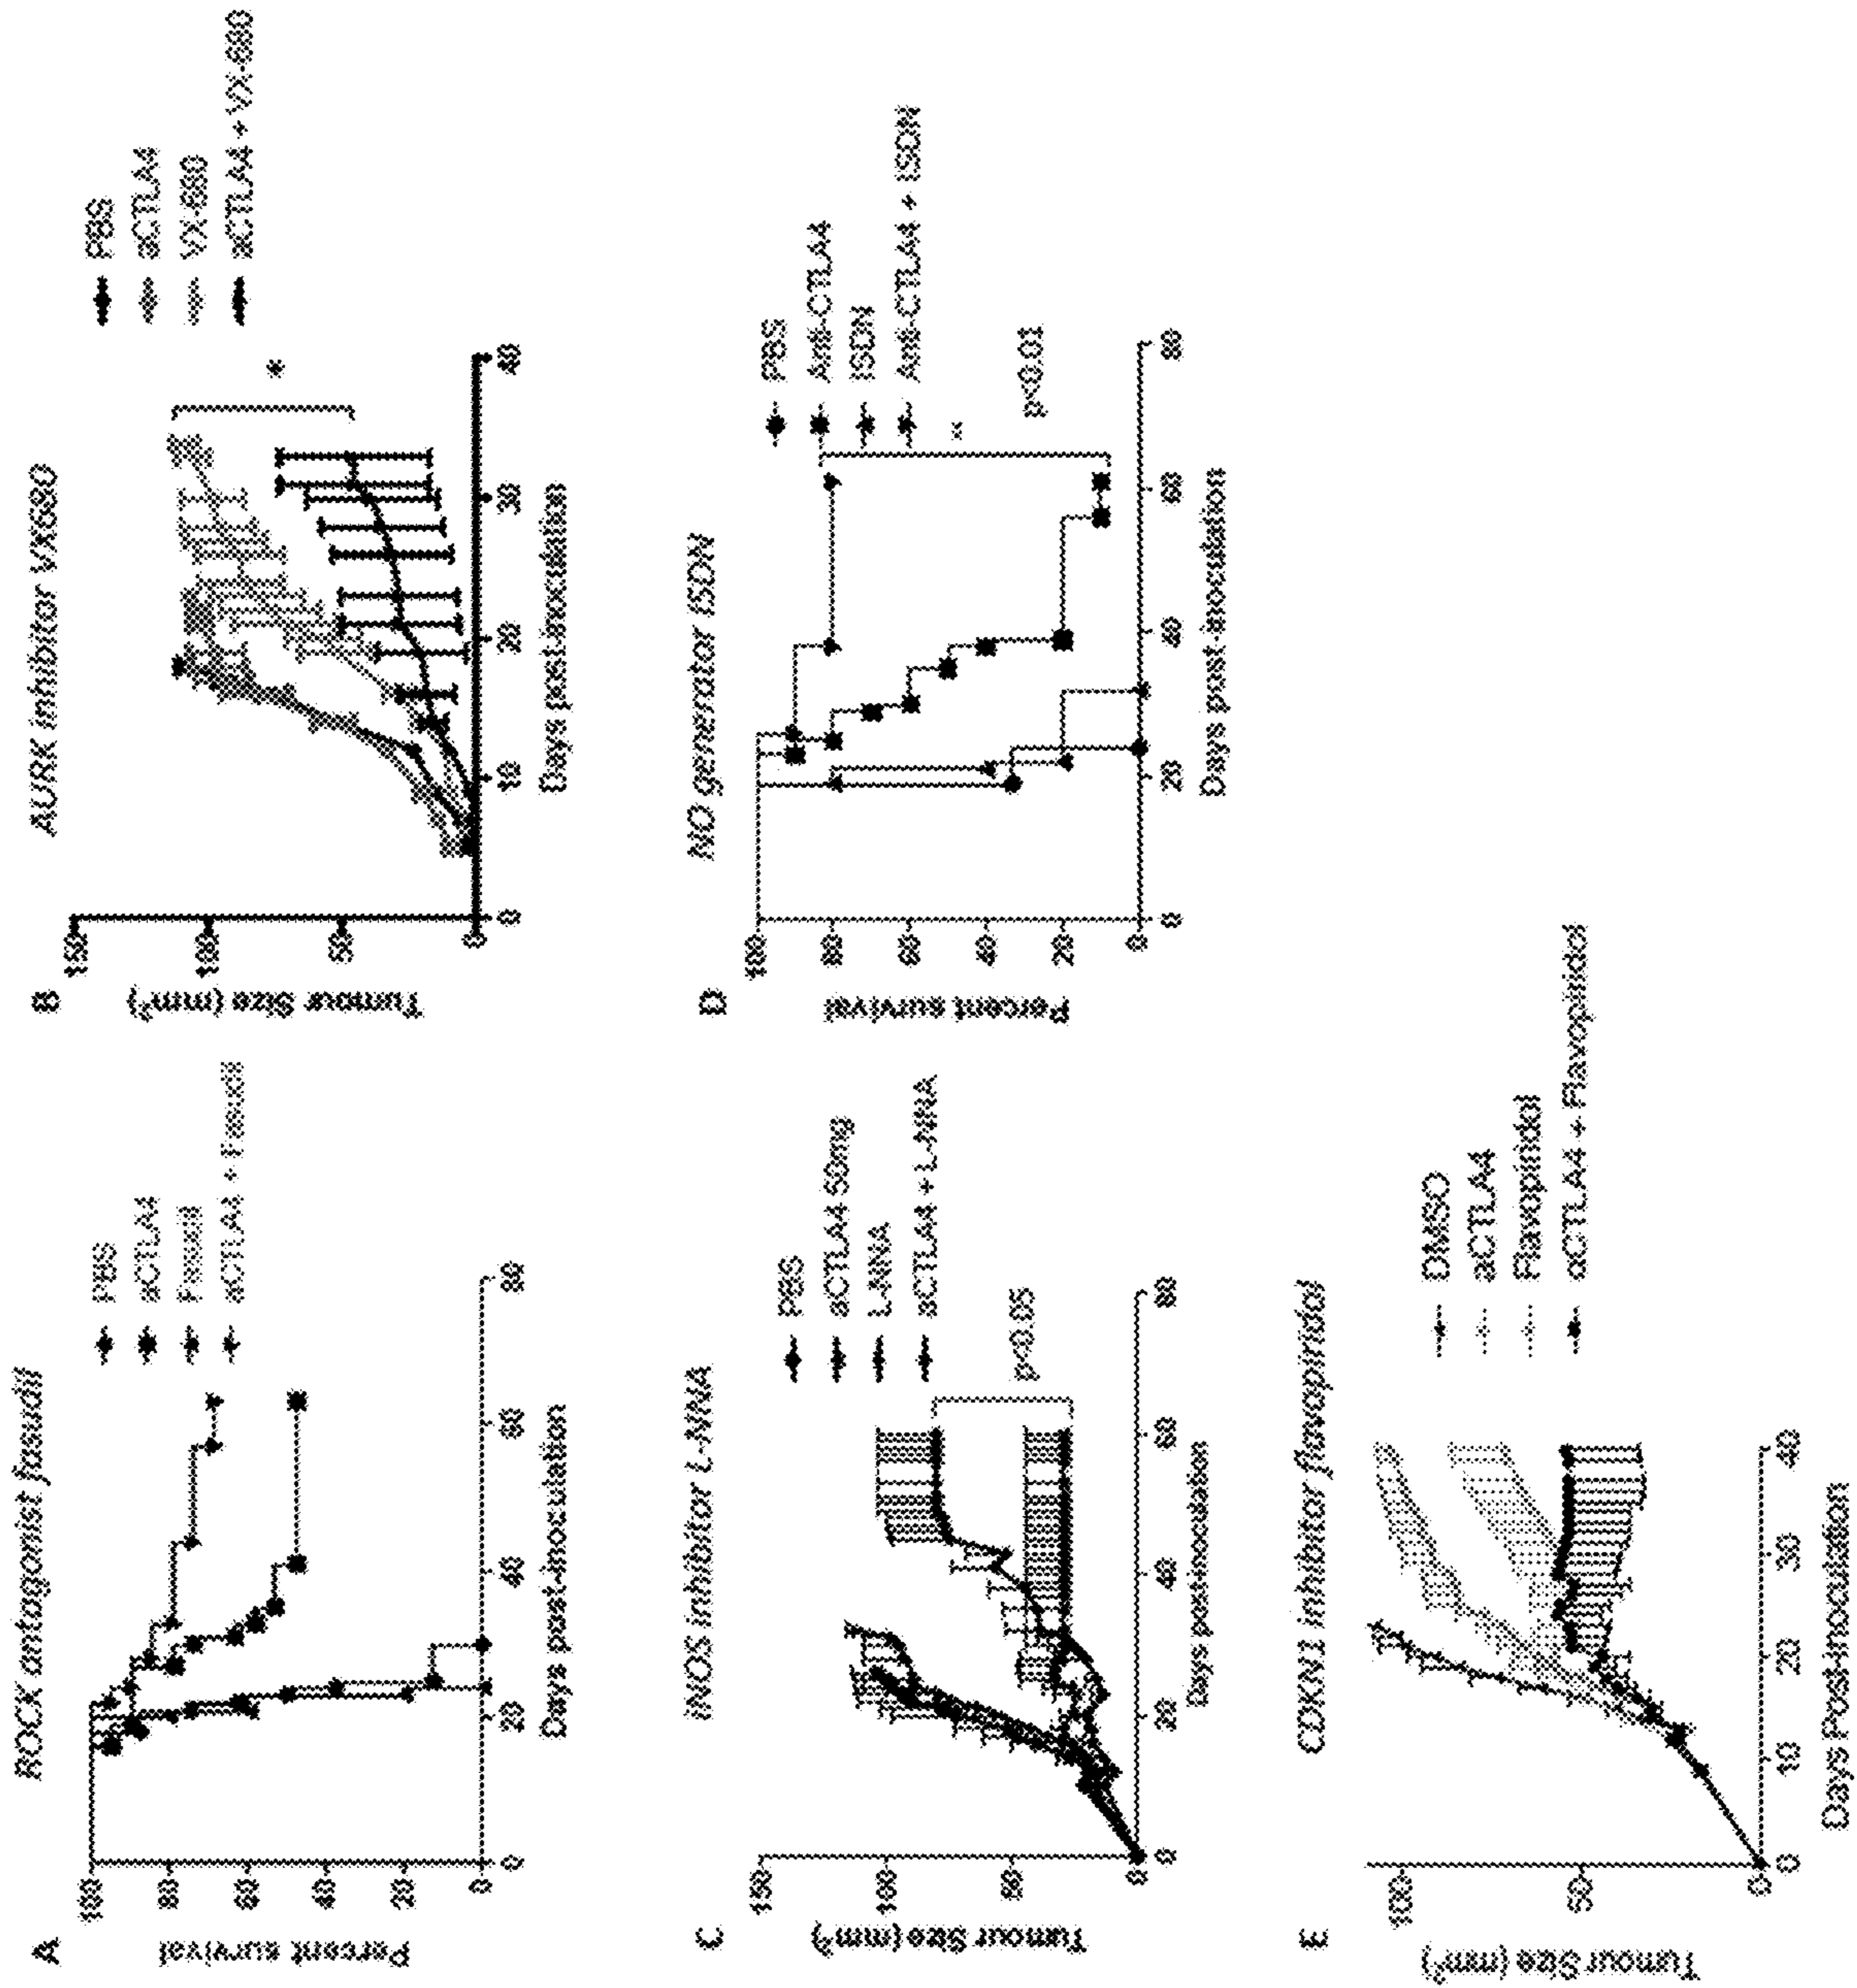 A
ROCK antagonist fasudil
Percent survival
100
80
60
40
20
0
0
20
40
60
80
Days post-inoculation
PBS
aCTLA4
Fasudil
aCTLA4 + Fasudil
B
AURK inhibitor VX680
Tumour Size (mm²)
150
100
50
0
0
10
20
30
40
Days post-inoculation
*
PBS
aCTLA4
VX-680
aCTLA4 + VX-680
C
iNOS inhibitor L-NNA
Tumour Size (mm²)
150
100
50
0
0
20
40
60
80
Days post-inoculation
p<0.05
PBS
aCTLA4 50mg
L-NNA
aCTLA4 + L-NNA
D
NO generator ISDN
Percent survival
100
80
60
40
20
0
0
20
40
60
80
Days post-inoculation
**
p<0.01
PBS
Anti-CTLA4
ISDN
Anti-CTLA4 + ISDN
E
CDKN1 inhibitor flavopiridol
Tumour Size (mm²)
100
50
0
0
10
20
30
40
Days Post-inoculation
DMSO
aCTLA4
Flavopiridol
aCTLA4 + Flavopiridol